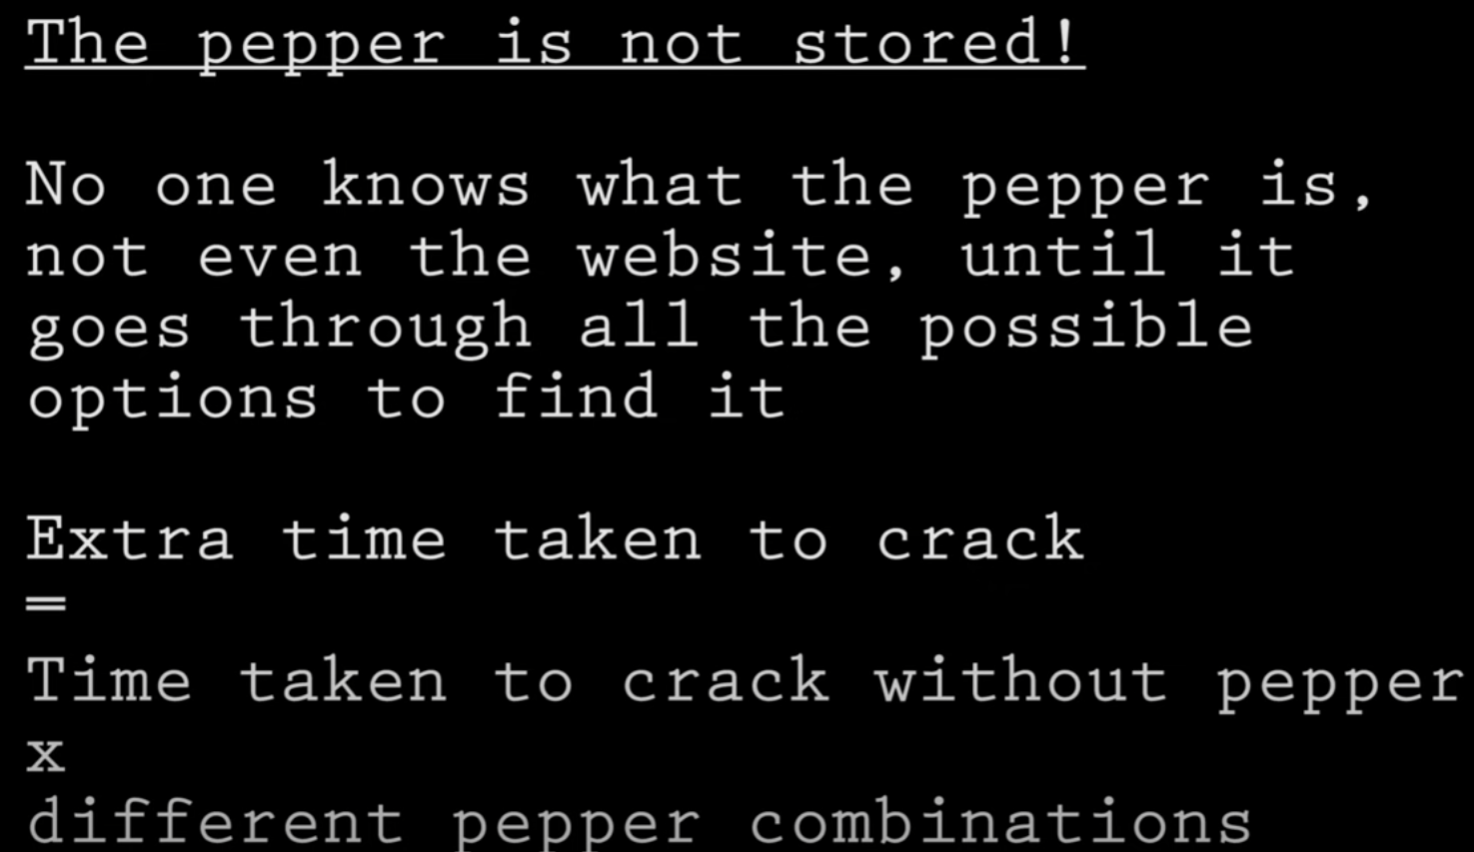 The pepper is not stored!
No one knows what the pepper is,
not even the website, until it
goes through all the possible
options to find it
Extra time taken to crack
=
Time taken to crack without pepper
x
different pepper combinations